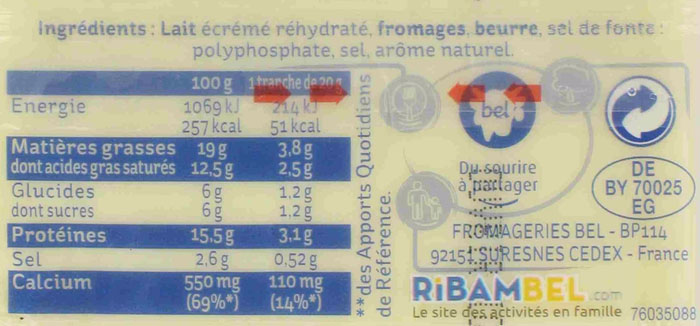 Ingrédients : Lait écrémé réhydraté, fromages, beurre, sel de fonte :
polyphosphate, sel, arôme naturel.
100 g 1 tranche de 20 g
Energie 1069 kJ 214 kJ
257 kcal 51 kcal
Matières grasses 19 g 3,8 g
dont acides gras saturés 12,5 g 2,5 g
Glucides 6 g 1,2 g
dont sucres 6 g 1,2 g
Protéines 15,5 g 3,1 g
Sel 2,6 g 0,52 g
Calcium 550 mg 110 mg
(69%*) (14%*)
**des Apports Quotidiens
de Référence.
bel
Du sourire
à partager
DE
BY 70025
EG
FROMAGERIES BEL - BP114
92151 SURESNES CEDEX - France
RiBAMBEL.com
Le site des activités en famille 76035088